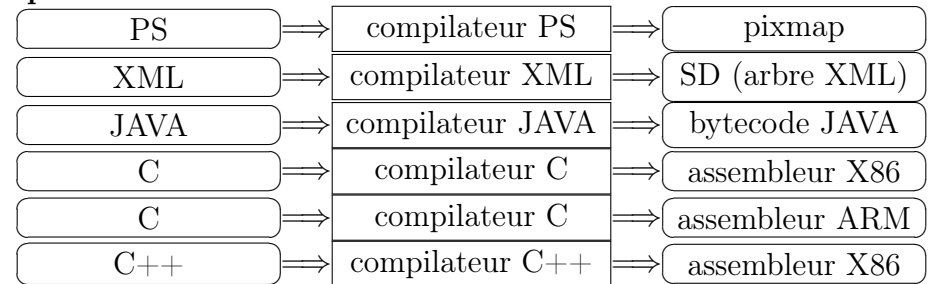 PS ⟹ compilateur PS ⟹ pixmap
XML ⟹ compilateur XML ⟹ SD (arbre XML)
JAVA ⟹ compilateur JAVA ⟹ bytecode JAVA
C ⟹ compilateur C ⟹ assembleur X86
C ⟹ compilateur C ⟹ assembleur ARM
C++ ⟹ compilateur C++ ⟹ assembleur X86